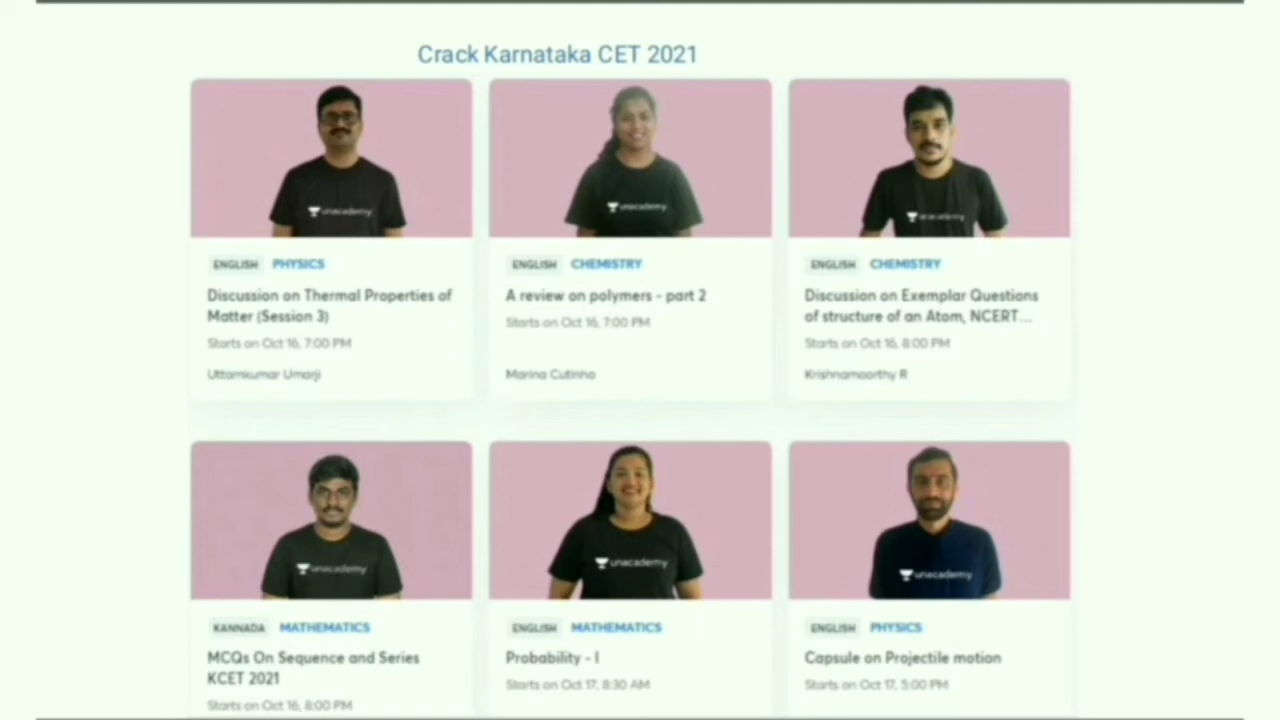 Crack Karnataka CET 2021
unacademy
unacademy
unacademy
ENGLISH PHYSICS
Discussion on Thermal Properties of
Matter (Session 3)
Starts on Oct 16, 7:00 PM
Uttamkumar Umarji
ENGLISH CHEMISTRY
A review on polymers - part 2
Starts on Oct 16, 7:00 PM
Marina Cutinho
ENGLISH CHEMISTRY
Discussion on Exemplar Questions
of structure of an Atom, NCERT...
Starts on Oct 16, 8:00 PM
Krishnamoorthy R
unacademy
unacademy
unacademy
KANNADA MATHEMATICS
MCQs On Sequence and Series
KCET 2021
Starts on Oct 16, 8:00 PM
ENGLISH MATHEMATICS
Probability - I
Starts on Oct 17, 8:30 AM
ENGLISH PHYSICS
Capsule on Projectile motion
Starts on Oct 17, 5:00 PM